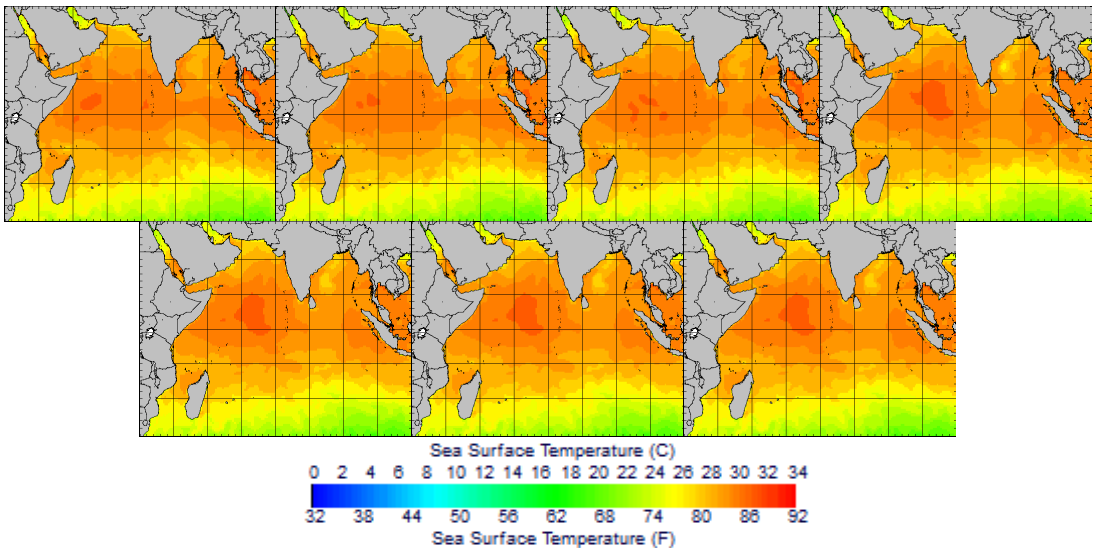 Sea Surface Temperature (C)
0 2 4 6 8 10 12 14 16 18 20 22 24 26 28 30 32 34
32 38 44 50 56 62 68 74 80 86 92
Sea Surface Temperature (F)